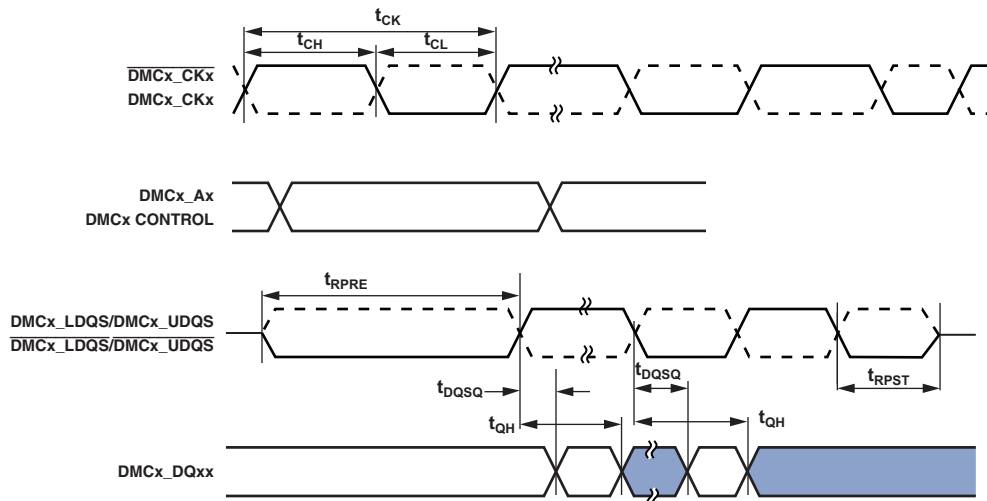 tCK
tCH
tCL
DMCx_CKx
DMCx_CKx
DMCx_Ax
DMCx CONTROL
tRPRE
DMCx_LDQS/DMCx_UDQS
DMCx_LDQS/DMCx_UDQS
tDQSQ
tDQSQ
tRPST
tQH
tQH
DMCx_DQxx